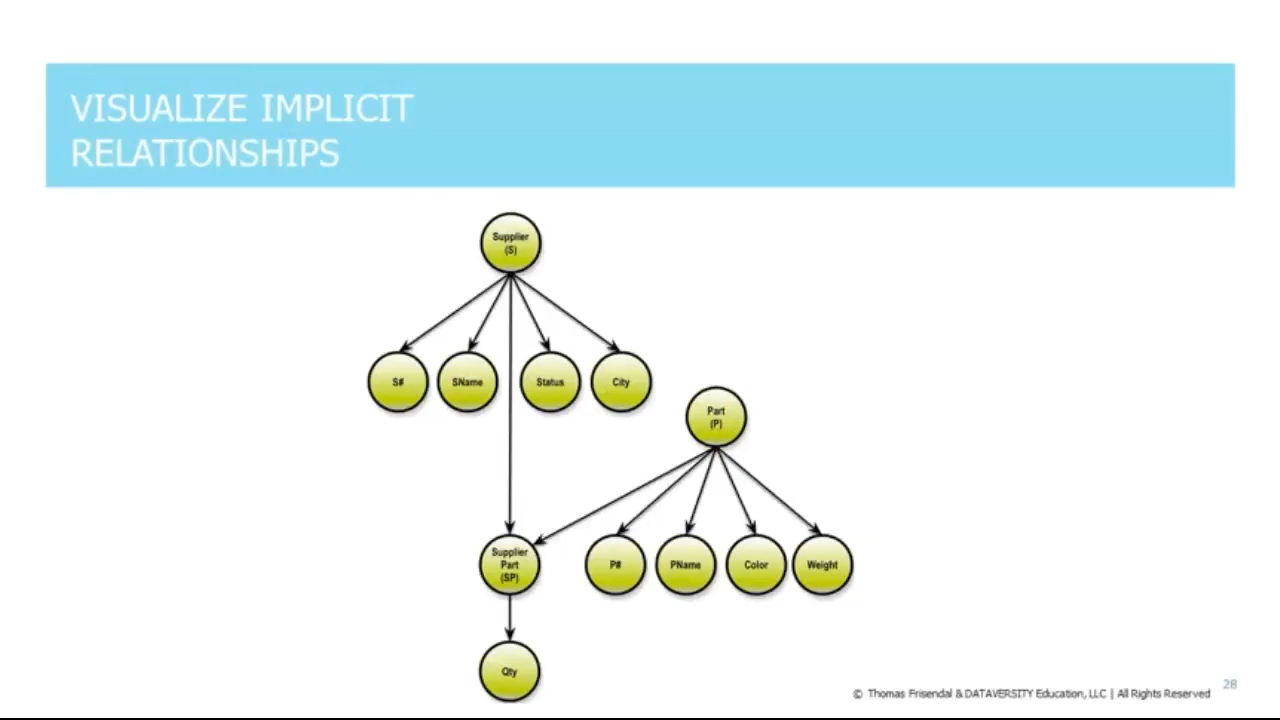 VISUALIZE IMPLICIT
RELATIONSHIPS
Supplier
(S)
S#
SName
Status
City
Part
(P)
Supplier
Part
(SP)
P#
PName
Color
Weight
Qty
© Thomas Frisendal & DATAVERSITY Education, LLC | All Rights Reserved
28